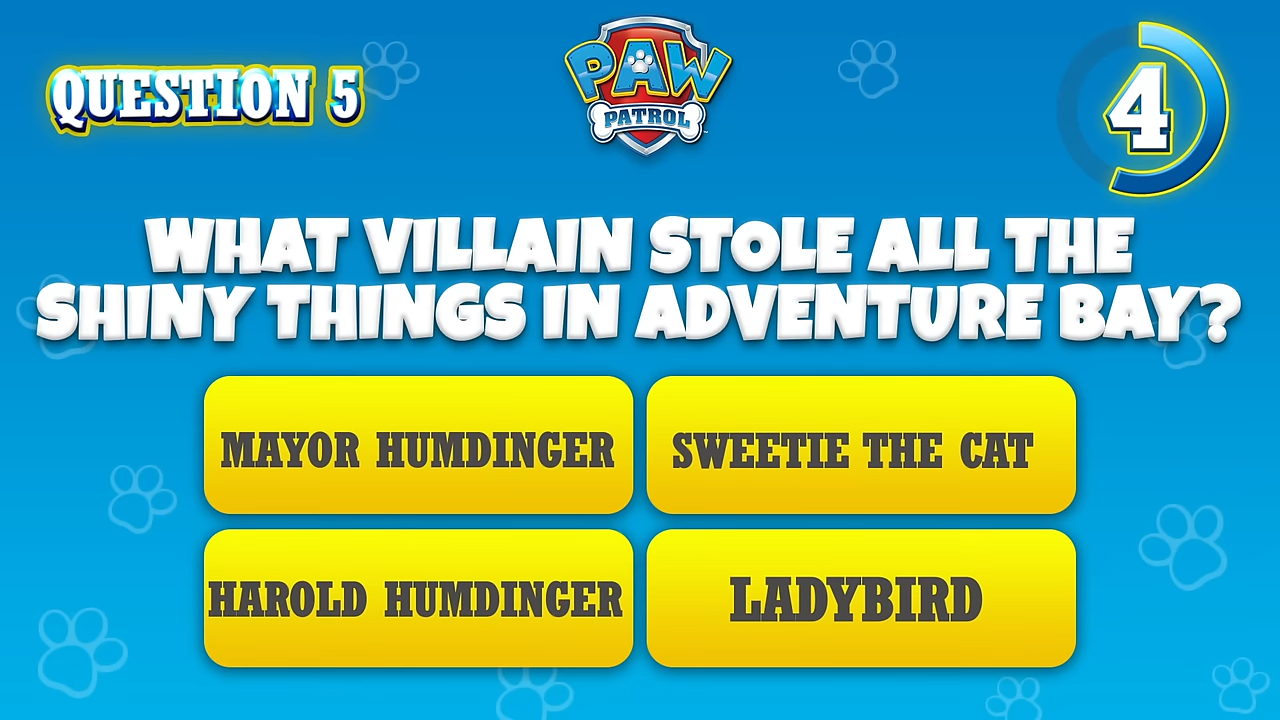 QUESTION 5
PAW
PATROL
4
WHAT VILLAIN STOLE ALL THE
SHINY THINGS IN ADVENTURE BAY?
MAYOR HUMDINGER
SWEETIE THE CAT
HAROLD HUMDINGER
LADYBIRD